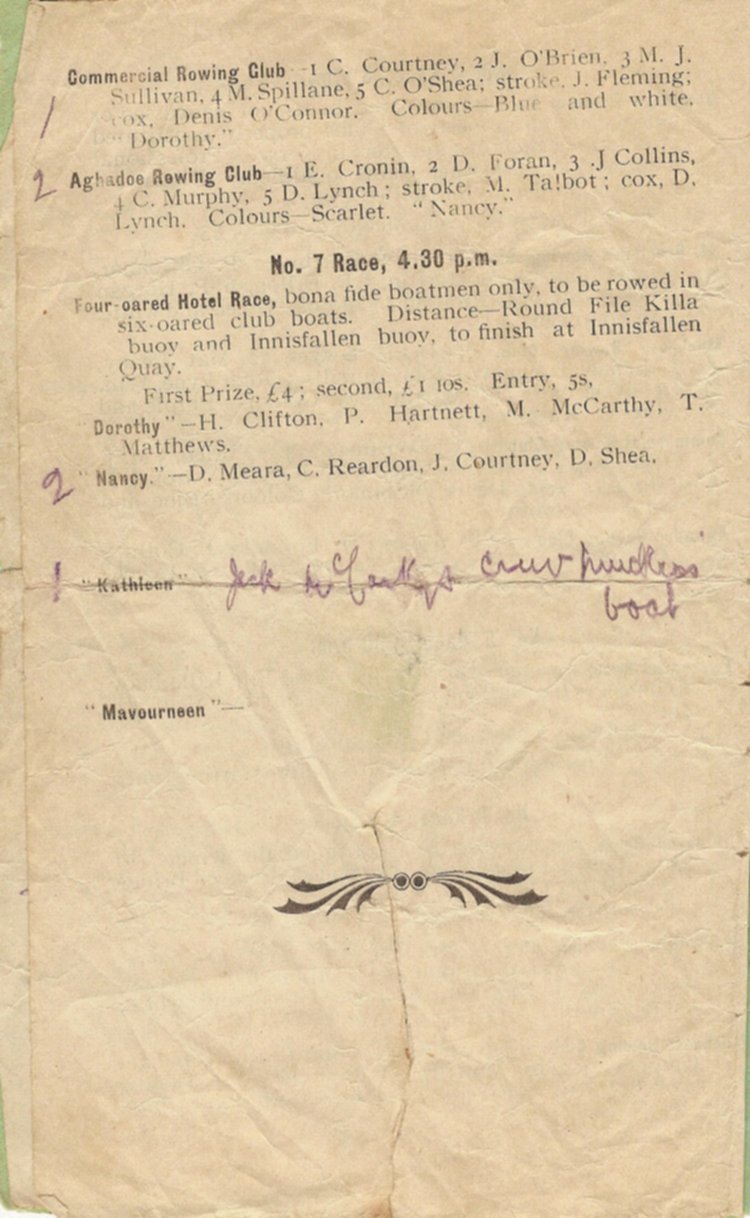 Commercial Rowing Club—1 C. Courtney, 2 J. O'Brien, 3 M. J.
Sullivan, 4 M. Spillane, 5 C. O'Shea; stroke, J. Fleming;
cox, Denis O'Connor. Colours—Blue and white.
1 "Dorothy."
2 Aghadoe Rowing Club—1 E. Cronin, 2 D. Foran, 3 .J Collins,
4 C. Murphy, 5 D. Lynch; stroke, M. Talbot; cox, D.
Lynch. Colours—Scarlet. "Nancy."
No. 7 Race, 4.30 p.m.
Four-oared Hotel Race, bona fide boatmen only, to be rowed in
six-oared club boats. Distance—Round File Killa
buoy and Innisfallen buoy, to finish at Innisfallen
Quay.
First Prize, £4; second, £1 10s. Entry, 5s,
Dorothy"—H. Clifton, P. Hartnett, M. McCarthy, T.
Matthews.
2 "Nancy."—D. Meara, C. Reardon, J. Courtney, D. Shea.
1 "Kathleen" Jack McCarthys crew
boat
"Mavourneen"—